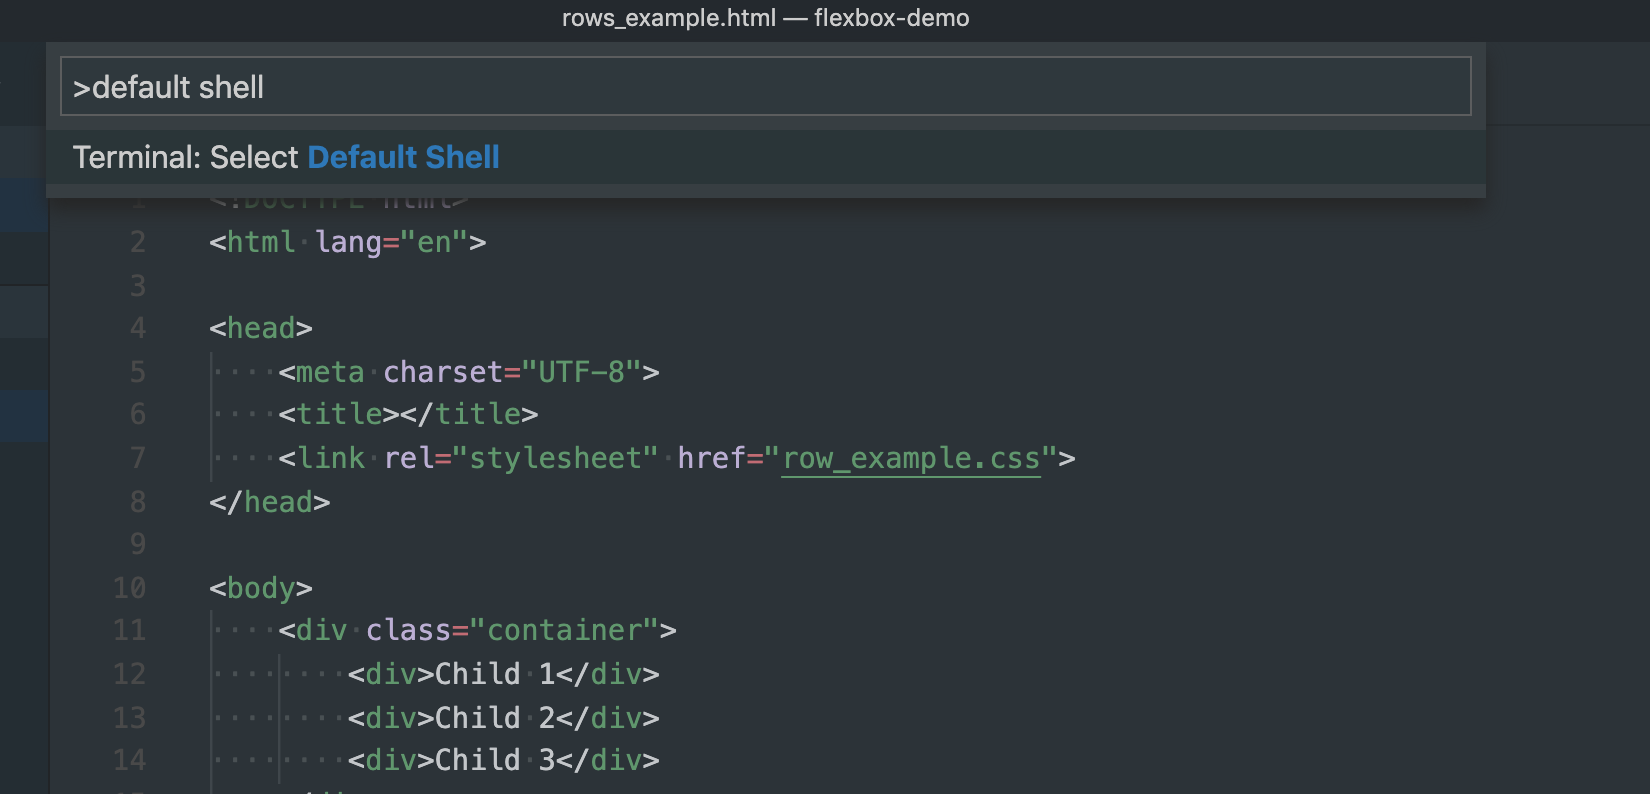 rows_example.html — flexbox-demo
>default shell
Terminal: Select Default Shell
1 <!DOCTYPE html>
2 <html lang="en">
3
4 <head>
5 <meta charset="UTF-8">
6 <title></title>
7 <link rel="stylesheet" href="row_example.css">
8 </head>
9
10 <body>
11 <div class="container">
12 <div>Child 1</div>
13 <div>Child 2</div>
14 <div>Child 3</div>